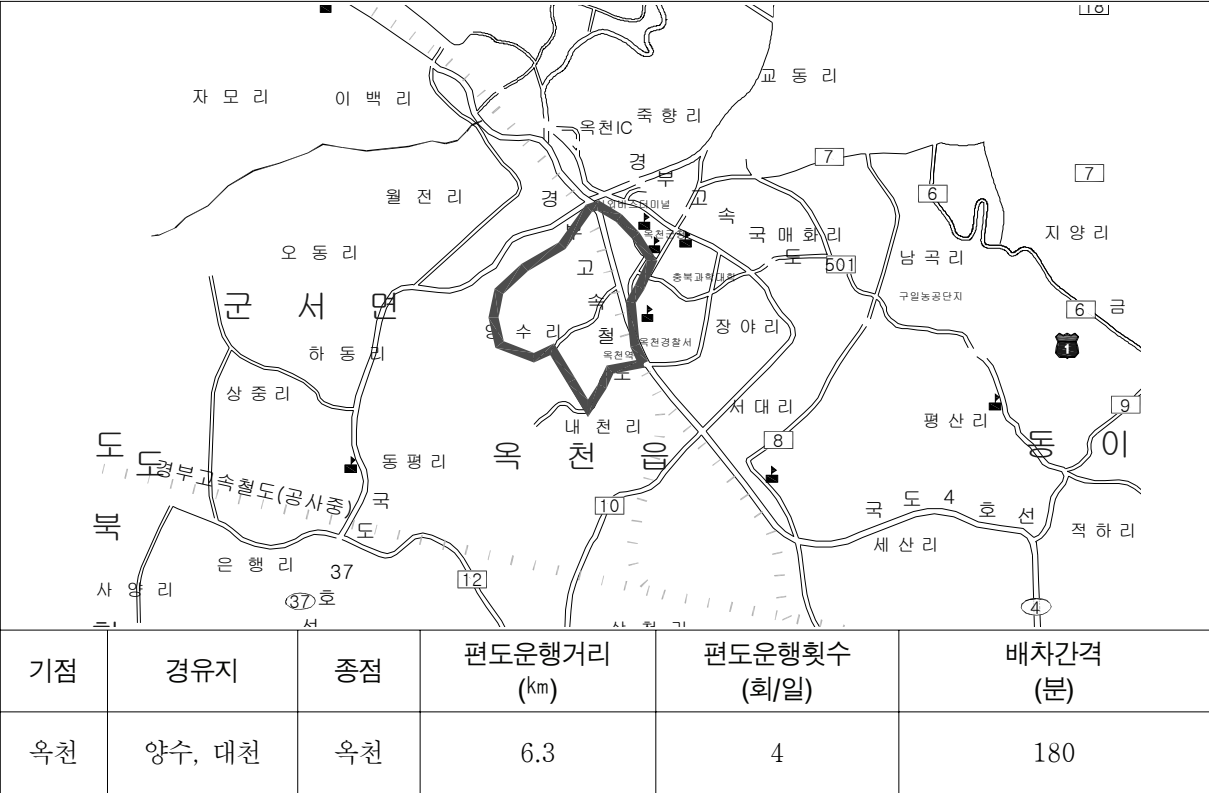 18
교동리
자모리
이백리
죽향리
옥천IC
경
부
고
속
국
도
7
7
6
월전리
경
부
고
속
철
도
매화리
지양리
오동리
501
남곡리
충북과학대학
구일농공단지
군서면
6
금
양수리
장야리
옥천경찰서
1
하동리
옥천역
상중리
서대리
평산리
9
내천리
8
도
도
옥천읍
동이
동평리
경부고속철도(공사중)
국
도
37
호
선
10
국도4호선
북
적하리
세산리
은행리
12
사양리
37
4
기점 경유지 종점 편도운행거리 (㎞) 편도운행횟수 (회/일) 배차간격 (분)
옥천 양수, 대천 옥천 6.3 4 180